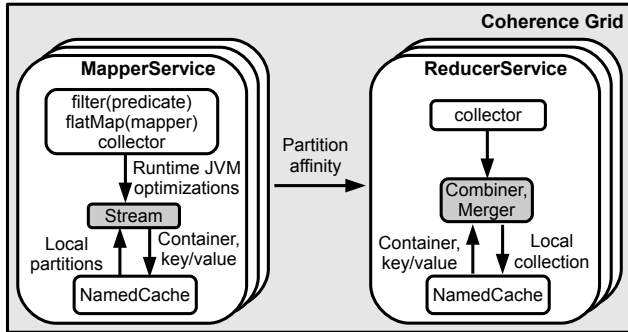 Coherence Grid
MapperService
filter(predicate)
flatMap(mapper)
collector
Runtime JVM
optimizations
Stream
Local
partitions
Container,
key/value
NamedCache
Partition
affinity
ReducerService
collector
Combiner,
Merger
Container,
key/value
Local
collection
NamedCache